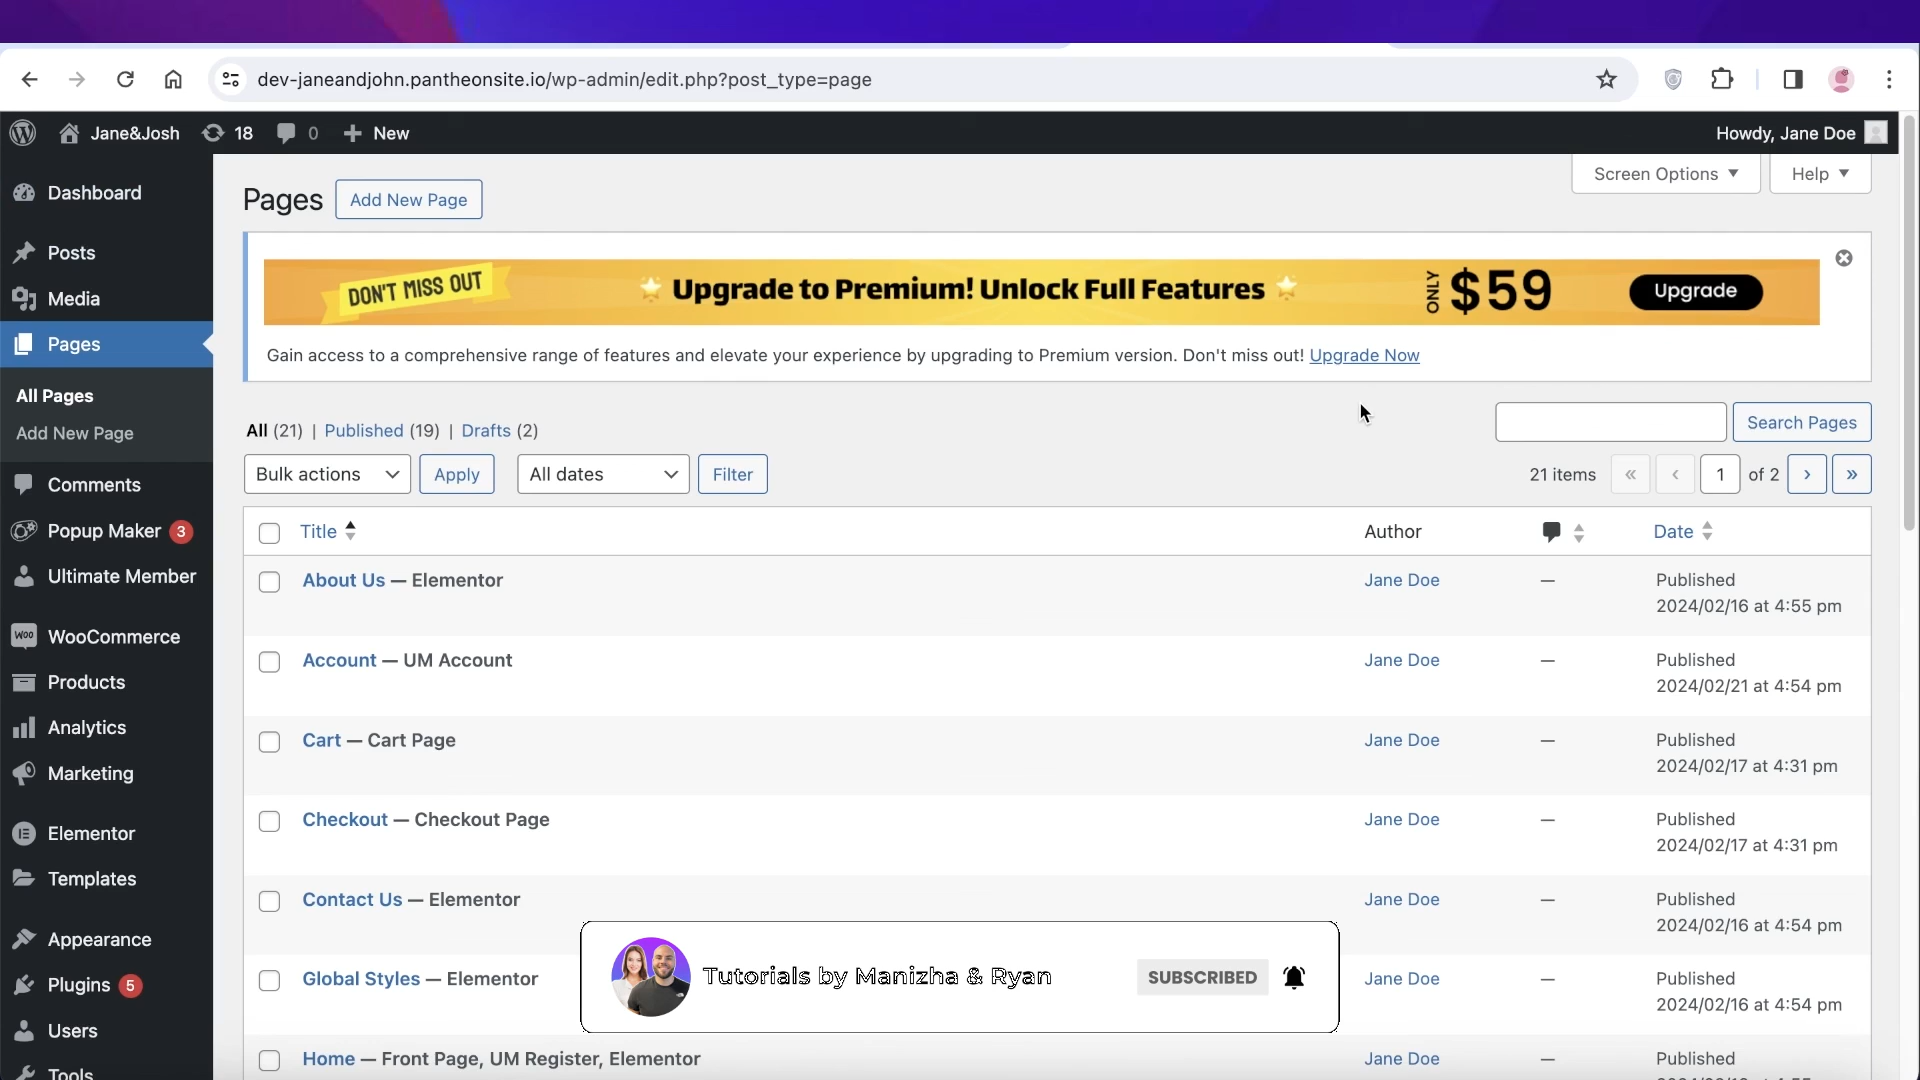 dev-janeandjohn.pantheonsite.io/wp-admin/edit.php?post_type=page
Jane&Josh 18 0 New Howdy, Jane Doe
Dashboard
Posts
Media
Pages
All Pages
Add New Page
Comments
Popup Maker 3
Ultimate Member
WOO WooCommerce
Products
Analytics
Marketing
Elementor
Templates
Appearance
Plugins 5
Users
Tools
Screen Options Help
Pages Add New Page
DON'T MISS OUT Upgrade to Premium! Unlock Full Features ONLY $59 Upgrade
Gain access to a comprehensive range of features and elevate your experience by upgrading to Premium version. Don't miss out! Upgrade Now
All (21) | Published (19) | Drafts (2) Search Pages
Bulk actions Apply All dates Filter 21 items « ‹ 1 of 2 › »
Title Author Date
About Us — Elementor Jane Doe — Published
2024/02/16 at 4:55 pm
Account — UM Account Jane Doe — Published
2024/02/21 at 4:54 pm
Cart — Cart Page Jane Doe — Published
2024/02/17 at 4:31 pm
Checkout — Checkout Page Jane Doe — Published
2024/02/17 at 4:31 pm
Contact Us — Elementor Jane Doe — Published
2024/02/16 at 4:54 pm
Global Styles — Elementor Jane Doe — Published
2024/02/16 at 4:54 pm
Home — Front Page, UM Register, Elementor Jane Doe — Published
Tutorials by Manizha & Ryan SUBSCRIBED